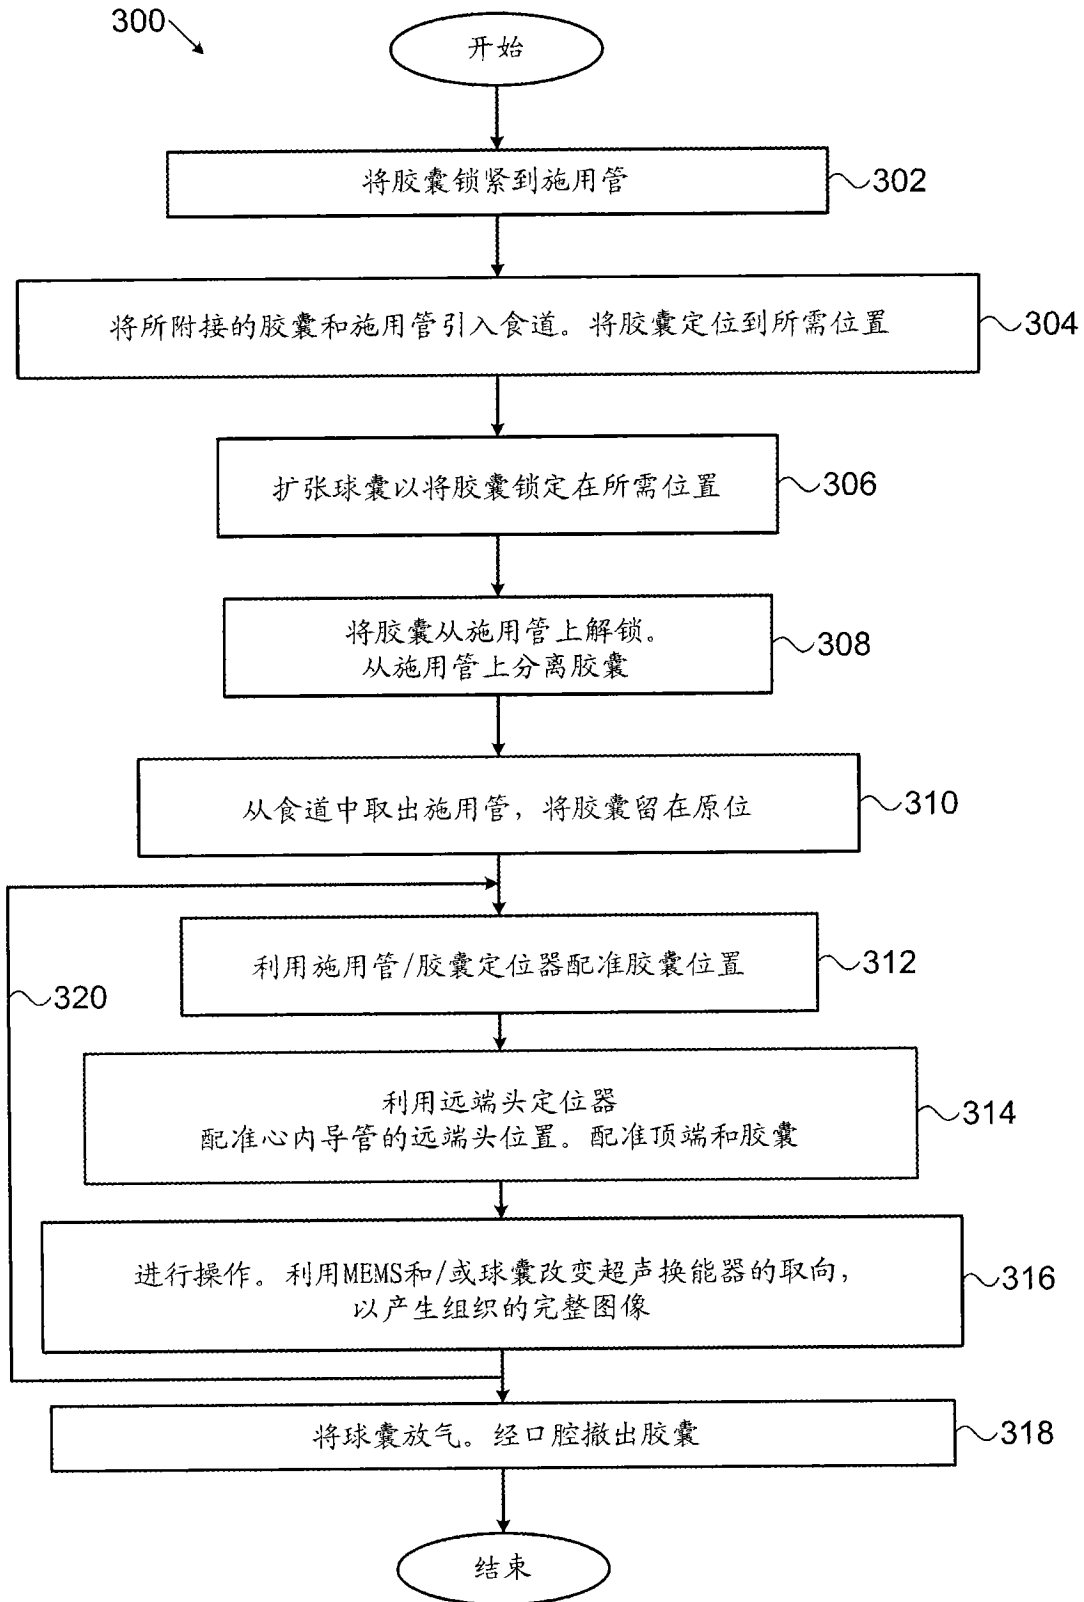 300
开始
将胶囊锁紧到施用管
302
将所附接的胶囊和施用管引入食道。将胶囊定位到所需位置
304
扩张球囊以将胶囊锁定在所需位置
306
将胶囊从施用管上解锁。
从施用管上分离胶囊
308
从食道中取出施用管，将胶囊留在原位
310
利用施用管/胶囊定位器配准胶囊位置
312
320
利用远端头定位器
配准心内导管的远端头位置。配准顶端和胶囊
314
进行操作。利用MEMS和/或球囊改变超声换能器的取向，
以产生组织的完整图像
316
将球囊放气。经口腔撤出胶囊
318
结束